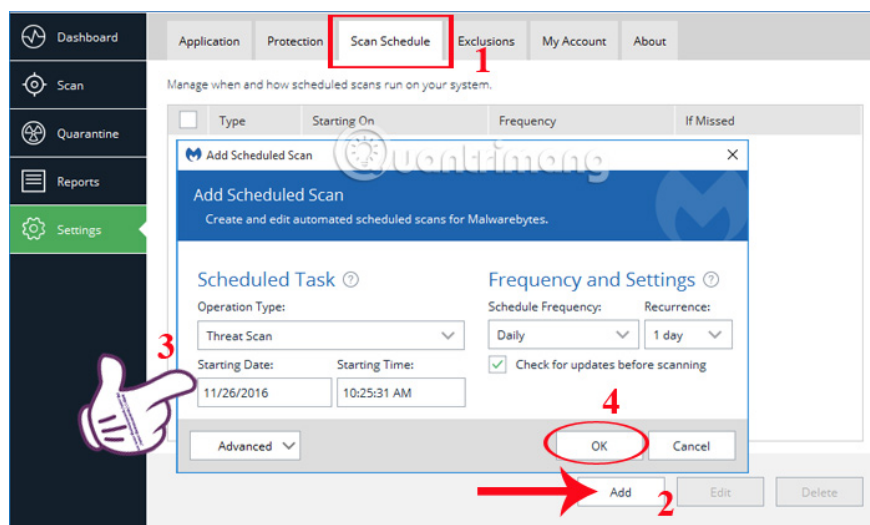 Dashboard
Scan
Quarantine
Reports
Settings
Application Protection Scan Schedule Exclusions My Account About
1
Manage when and how scheduled scans run on your system.
Type Starting On Frequency If Missed
Quantrimang
Add Scheduled Scan
Add Scheduled Scan
Create and edit automated scheduled scans for Malwarebytes.
Scheduled Task ?
Frequency and Settings ?
Operation Type:
Schedule Frequency: Recurrence:
Threat Scan
Daily 1 day
3
Starting Date: Starting Time:
Check for updates before scanning
11/26/2016 10:25:31 AM
4
Advanced OK Cancel
Add 2 Edit Delete